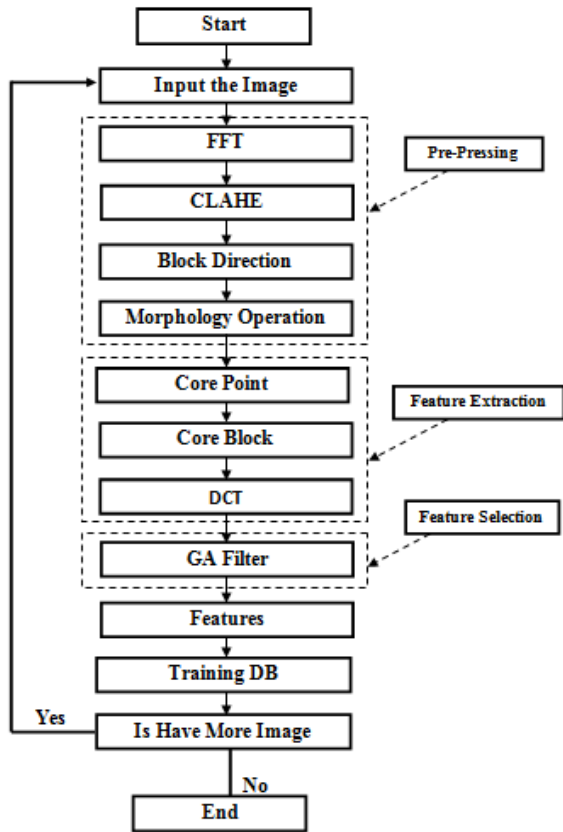 Start
Input the Image
FFT
Pre-Pressing
CLAHE
Block Direction
Morphology Operation
Core Point
Feature Extraction
Core Block
DCT
Feature Selection
GA Filter
Features
Training DB
Yes
Is Have More Image
No
End